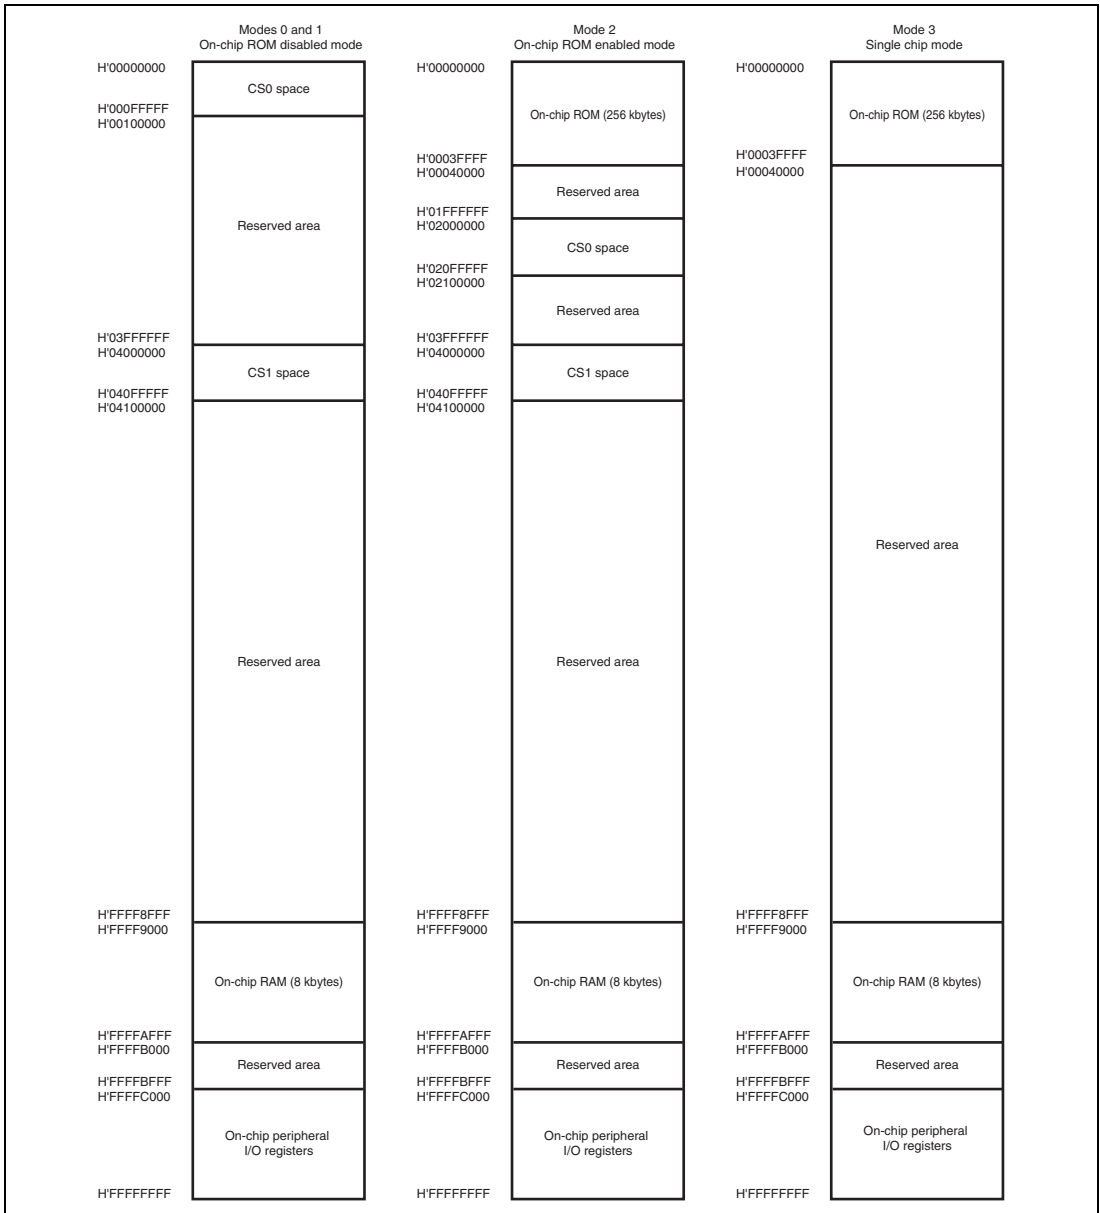 Modes 0 and 1
On-chip ROM disabled mode
H'00000000
CS0 space
H'000FFFFF
H'00100000
Reserved area
H'03FFFFFF
H'04000000
CS1 space
H'040FFFFF
H'04100000
Reserved area
H'FFFF8FFF
H'FFFF9000
On-chip RAM (8 kbytes)
H'FFFFAFFF
H'FFFFB000
Reserved area
H'FFFFBFFF
H'FFFFC000
On-chip peripheral
I/O registers
H'FFFFFFFF
Mode 2
On-chip ROM enabled mode
H'00000000
On-chip ROM (256 kbytes)
H'0003FFFF
H'00040000
Reserved area
H'01FFFFFF
H'02000000
CS0 space
H'020FFFFF
H'02100000
Reserved area
H'03FFFFFF
H'04000000
CS1 space
H'040FFFFF
H'04100000
Reserved area
H'FFFF8FFF
H'FFFF9000
On-chip RAM (8 kbytes)
H'FFFFAFFF
H'FFFFB000
Reserved area
H'FFFFBFFF
H'FFFFC000
On-chip peripheral
I/O registers
H'FFFFFFFF
Mode 3
Single chip mode
H'00000000
On-chip ROM (256 kbytes)
H'0003FFFF
H'00040000
Reserved area
H'FFFF8FFF
H'FFFF9000
On-chip RAM (8 kbytes)
H'FFFFAFFF
H'FFFFB000
Reserved area
H'FFFFBFFF
H'FFFFC000
On-chip peripheral
I/O registers
H'FFFFFFFF